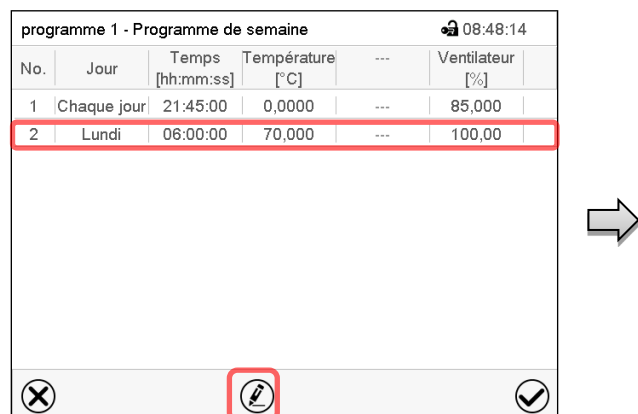 programme 1 - Programme de semaine 08:48:14
No. Jour Temps [hh:mm:ss] Température [°C] --- Ventilateur [%]
1 Chaque jour 21:45:00 0,0000 --- 85,000
2 Lundi 06:00:00 70,000 --- 100,00